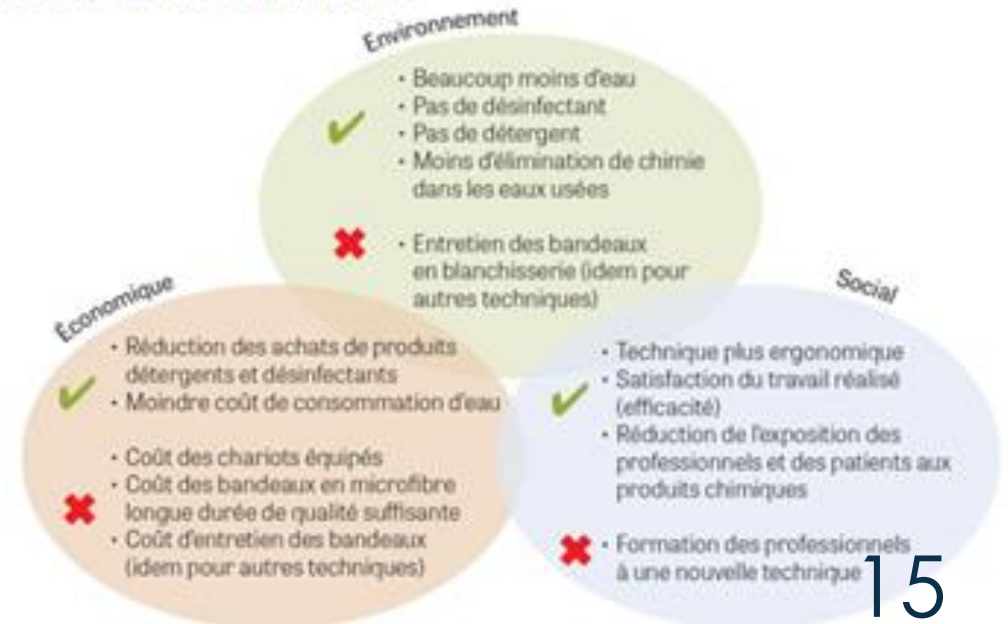 Environnement
• Beaucoup moins d'eau
• Pas de désinfectant
• Pas de détergent
• Moins d'élimination de chimie
dans les eaux usées
• Entretien des bandeaux
en blanchisserie (idem pour
autres techniques)
Économique
• Réduction des achats de produits
détergents et désinfectants
• Moindre coût de consommation d'eau
• Coût des chariots équipés
• Coût des bandeaux en microfibre
longue durée de qualité suffisante
• Coût d'entretien des bandeaux
(idem pour autres techniques)
Social
• Technique plus ergonomique
• Satisfaction du travail réalisé
(efficacité)
• Réduction de l'exposition des
professionnels et des patients aux
produits chimiques
• Formation des professionnels
à une nouvelle technique
15